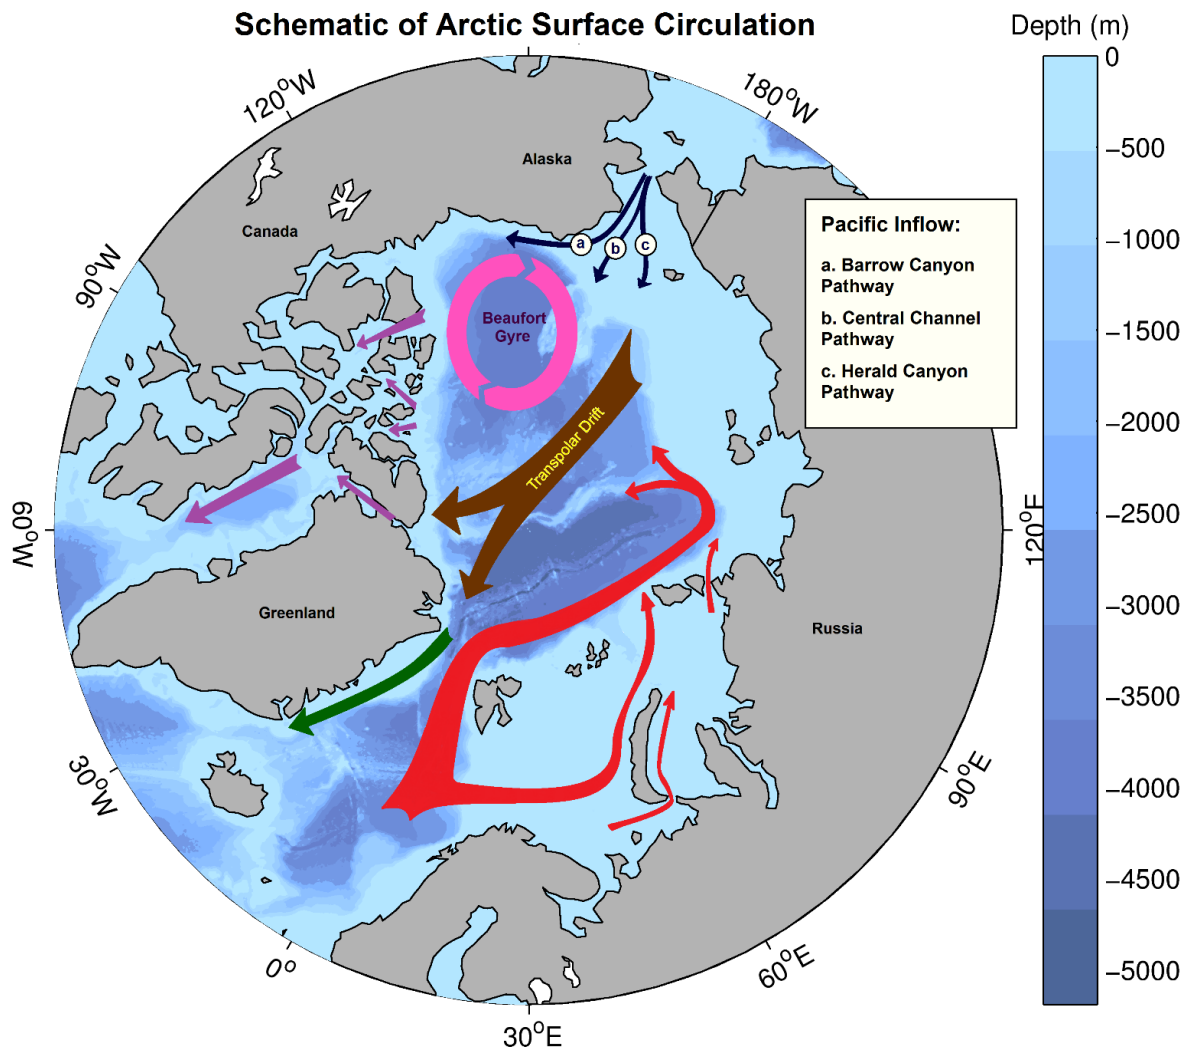 Schematic of Arctic Surface Circulation
Depth (m)
0
-500
-1000
-1500
-2000
-2500
-3000
-3500
-4000
-4500
-5000
120°W
180°W
90°W
60°W
30°W
0°
30°E
60°E
90°E
120°E
Alaska
Canada
Greenland
Russia
a
b
c
Beaufort
Gyre
Transpolar Drift
Pacific Inflow:
a. Barrow Canyon
Pathway
b. Central Channel
Pathway
c. Herald Canyon
Pathway